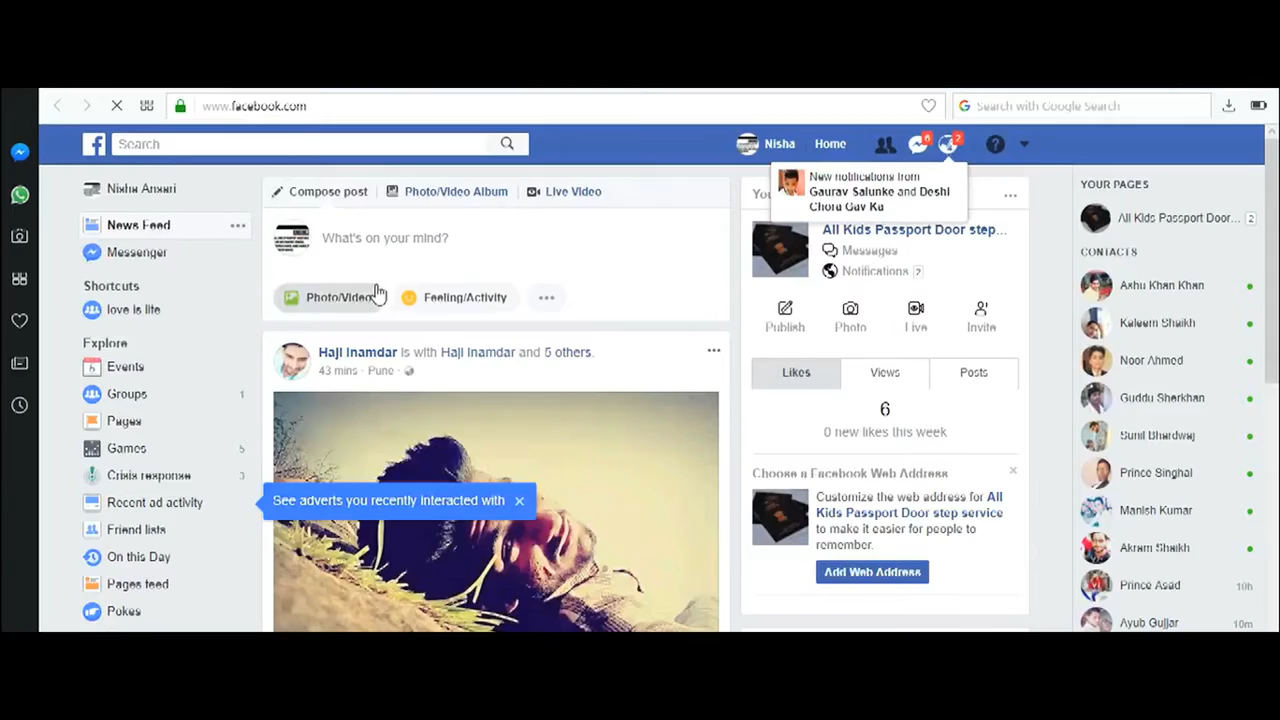 www.facebook.com
Search with Google Search
Search
Nisha
Home
6
2
New notifications from
Gaurav Salunke and Deshi
Chora Gav Ka
Nisha Ansari
News Feed
Messenger
Shortcuts
love is life
Explore
Events
Groups 1
Pages
Games 5
Crisis response 3
Recent ad activity
Friend lists
On this Day
Pages feed
Pokes
See adverts you recently interacted with
Compose post
Photo/Video Album
Live Video
What's on your mind?
Photo/Video
Feeling/Activity
Haji Inamdar is with Haji Inamdar and 5 others.
43 mins · Pune ·
You
All Kids Passport Door step...
Messages
Notifications 2
Publish
Photo
Live
Invite
Likes
Views
Posts
6
0 new likes this week
Choose a Facebook Web Address
Customize the web address for All
Kids Passport Door step service
to make it easier for people to
remember.
Add Web Address
YOUR PAGES
All Kids Passport Door... 2
CONTACTS
Ashu Khan Khan
Kaleem Shaikh
Noor Ahmed
Guddu Sherkhan
Sunil Bhardwaj
Prince Singhal
Manish Kumar
Akram Shaikh
Prince Asad 10h
Ayub Gujjar 10m